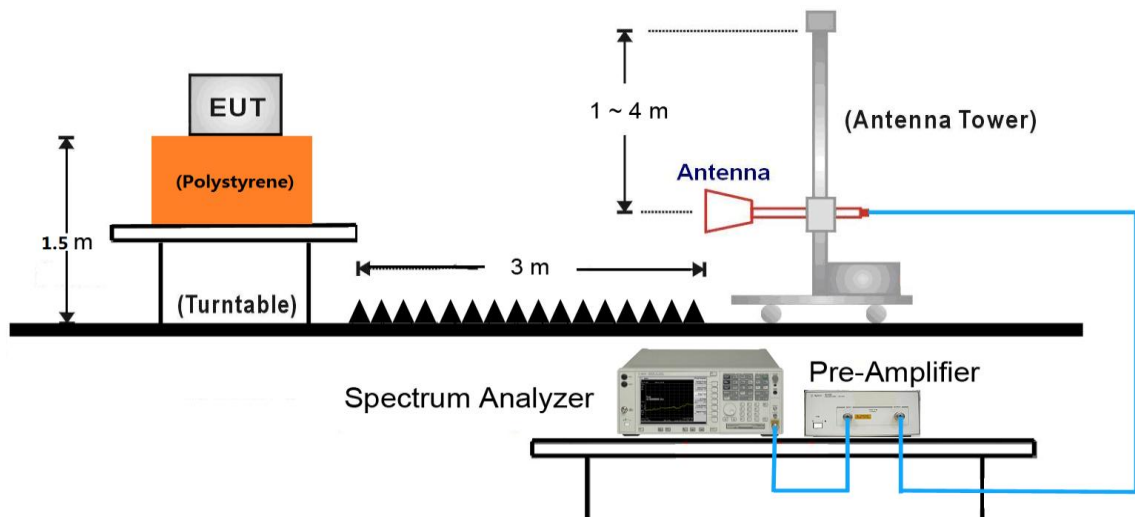 EUT
(Polystyrene)
1.5 m
(Turntable)
3 m
1 ~ 4 m
(Antenna Tower)
Antenna
Spectrum Analyzer
Pre-Amplifier